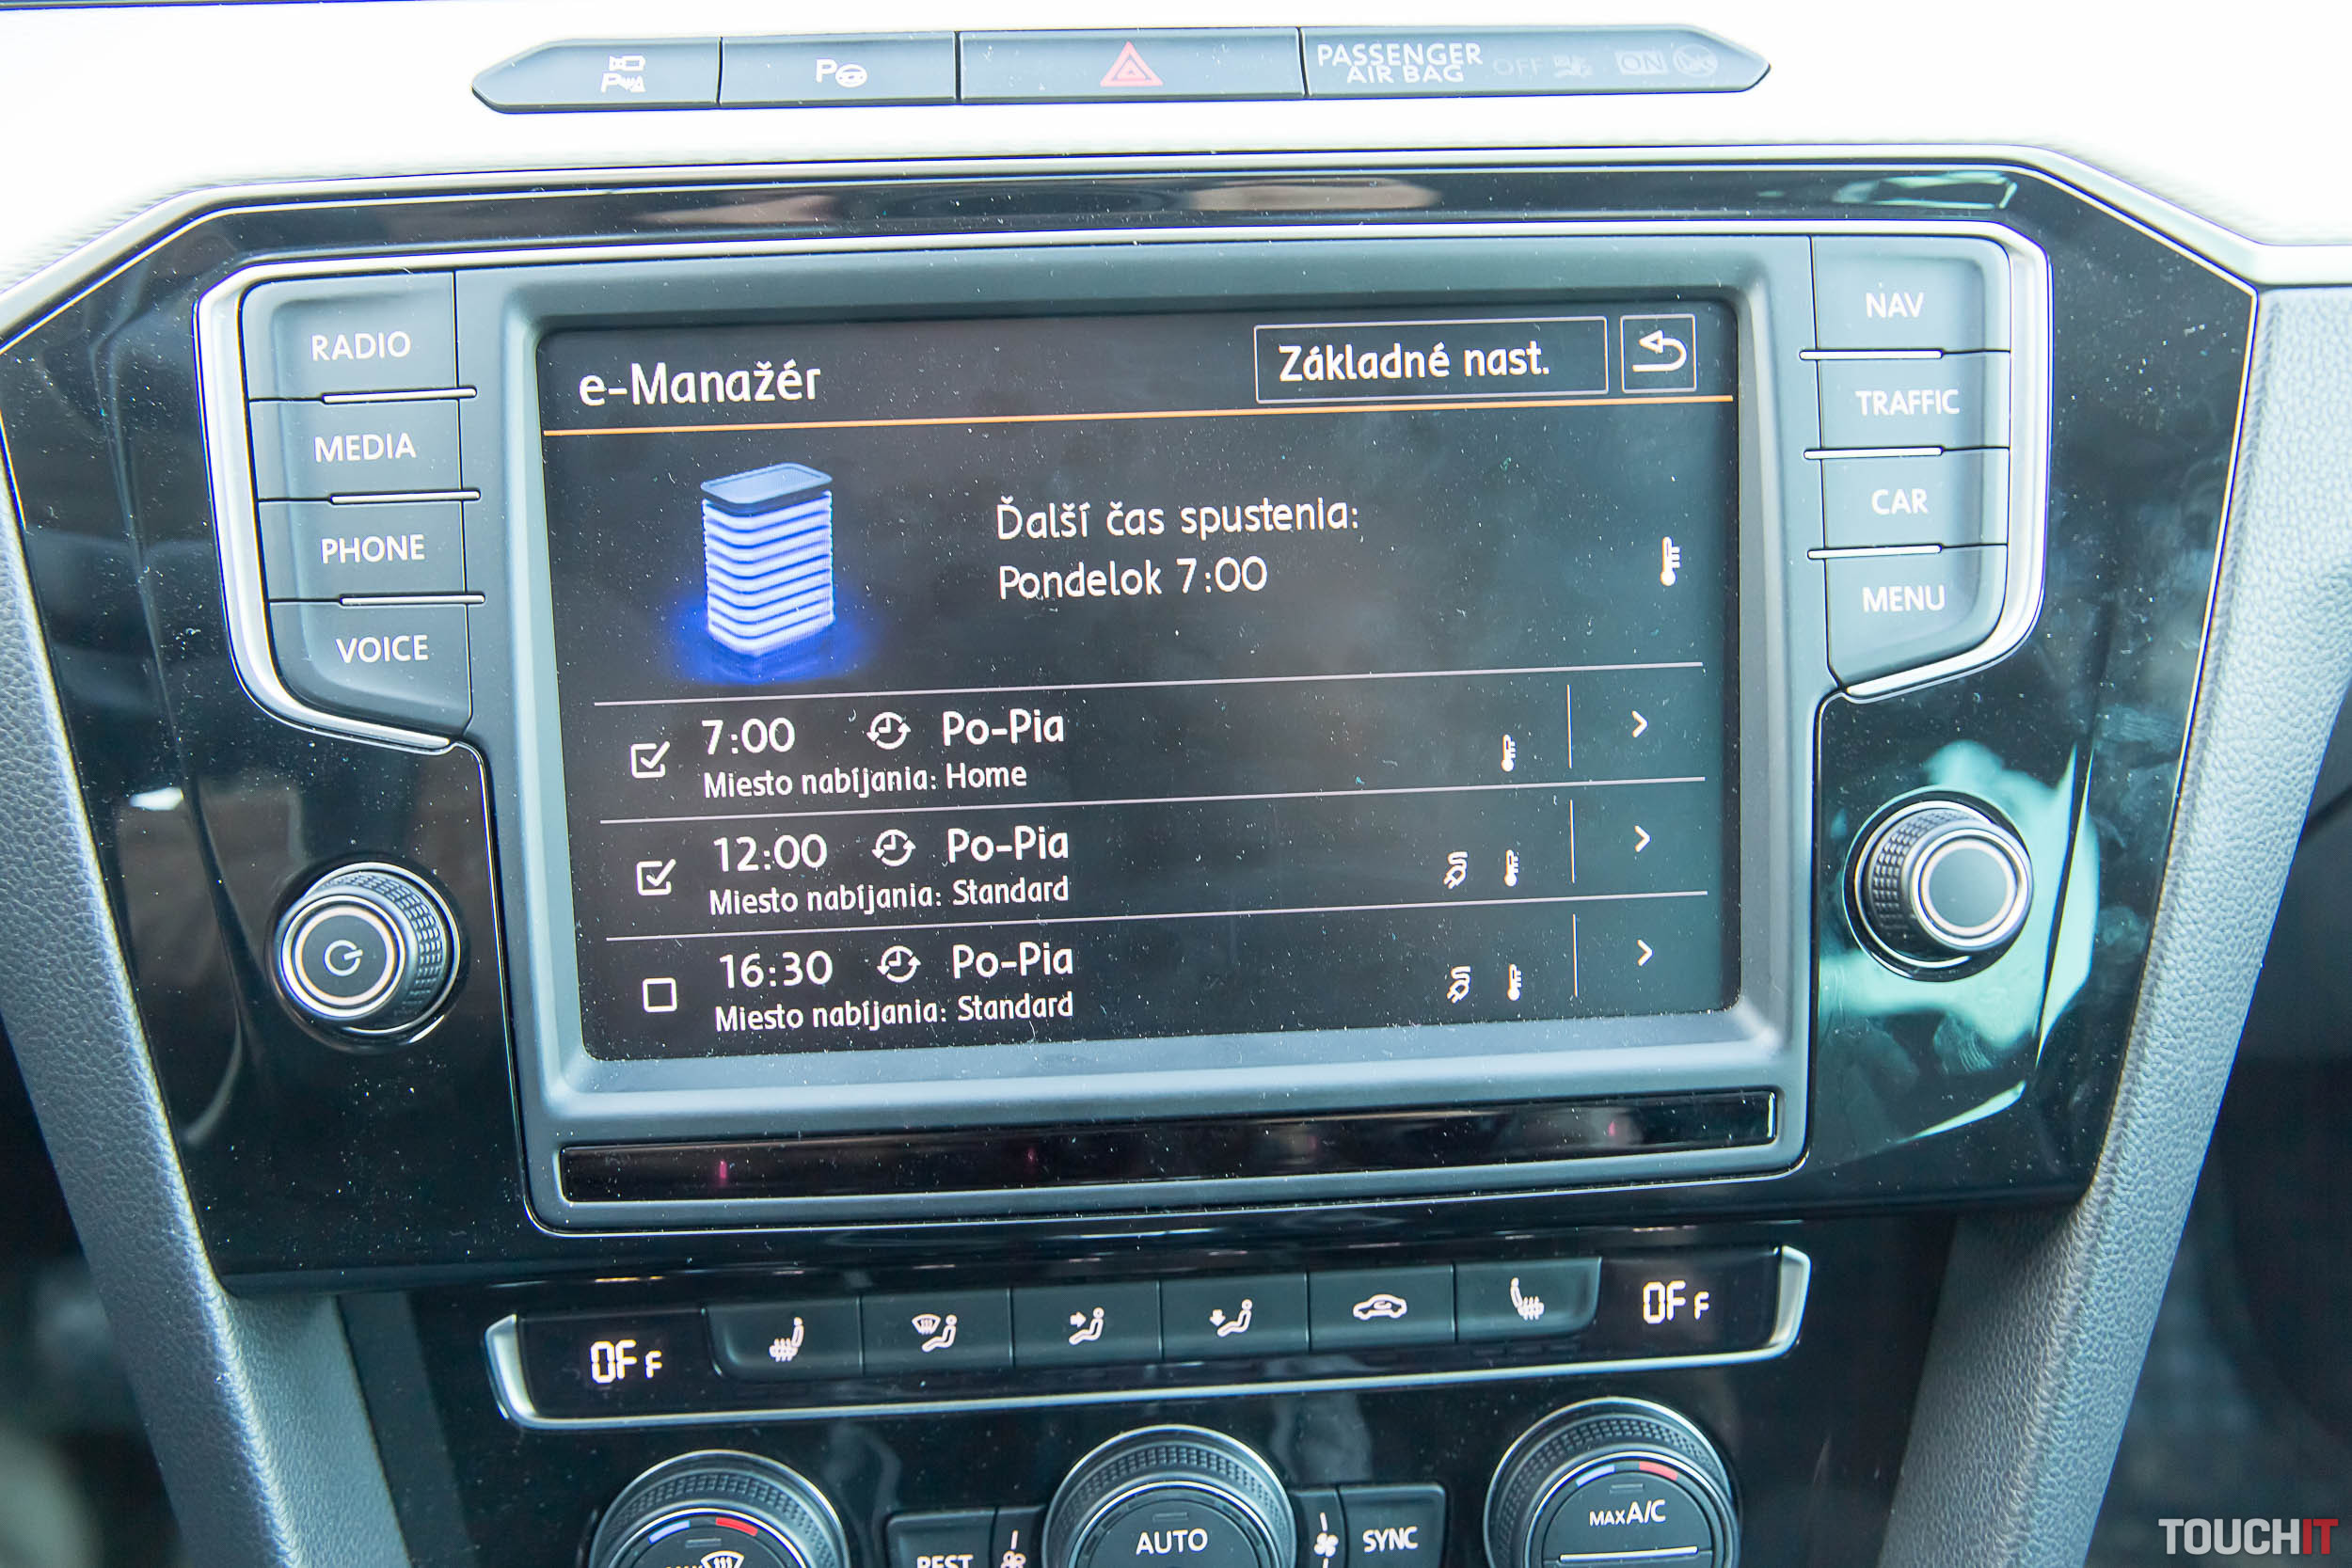 P
P
PASSENGER
AIR BAG OFF ON
RADIO
MEDIA
PHONE
VOICE
NAV
TRAFFIC
CAR
MENU
e-Manažér
Základné nast.
Ďalší čas spustenia:
Pondelok 7:00
7:00 Po-Pia
Miesto nabíjania: Home
12:00 Po-Pia
Miesto nabíjania: Standard
16:30 Po-Pia
Miesto nabíjania: Standard
OFF
OFF
REST
AUTO
SYNC
MAX A/C
TOUCHIT